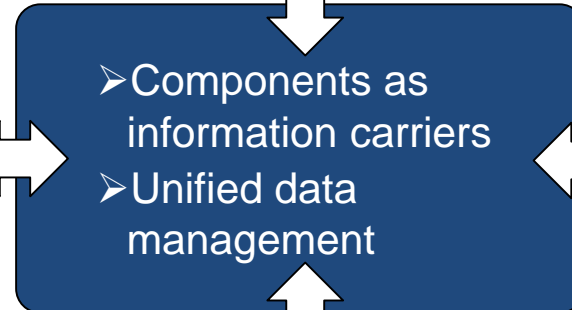 ➢Components as
information carriers
➢Unified data
management